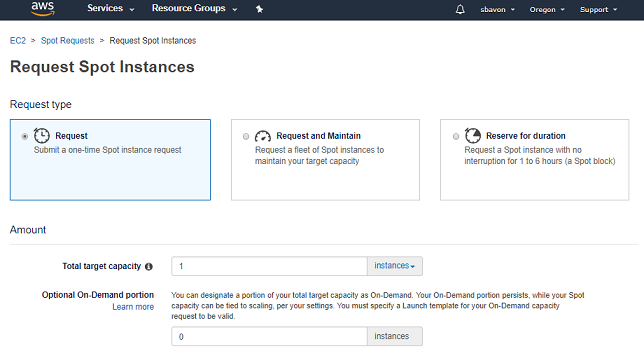 aws Services Resource Groups sbavon Oregon Support
EC2 > Spot Requests > Request Spot Instances
Request Spot Instances
Request type
Request
Submit a one-time Spot instance request
Request and Maintain
Request a fleet of Spot instances to
maintain your target capacity
Reserve for duration
Request a Spot instance with no
interruption for 1 to 6 hours (a Spot block)
Amount
Total target capacity 1 instances
Optional On-Demand portion
Learn more
You can designate a portion of your total target capacity as On-Demand. Your On-Demand portion persists, while your Spot
capacity can be tied to scaling, per your settings. You must specify a Launch template for your On-Demand capacity
request to be valid.
0 instances